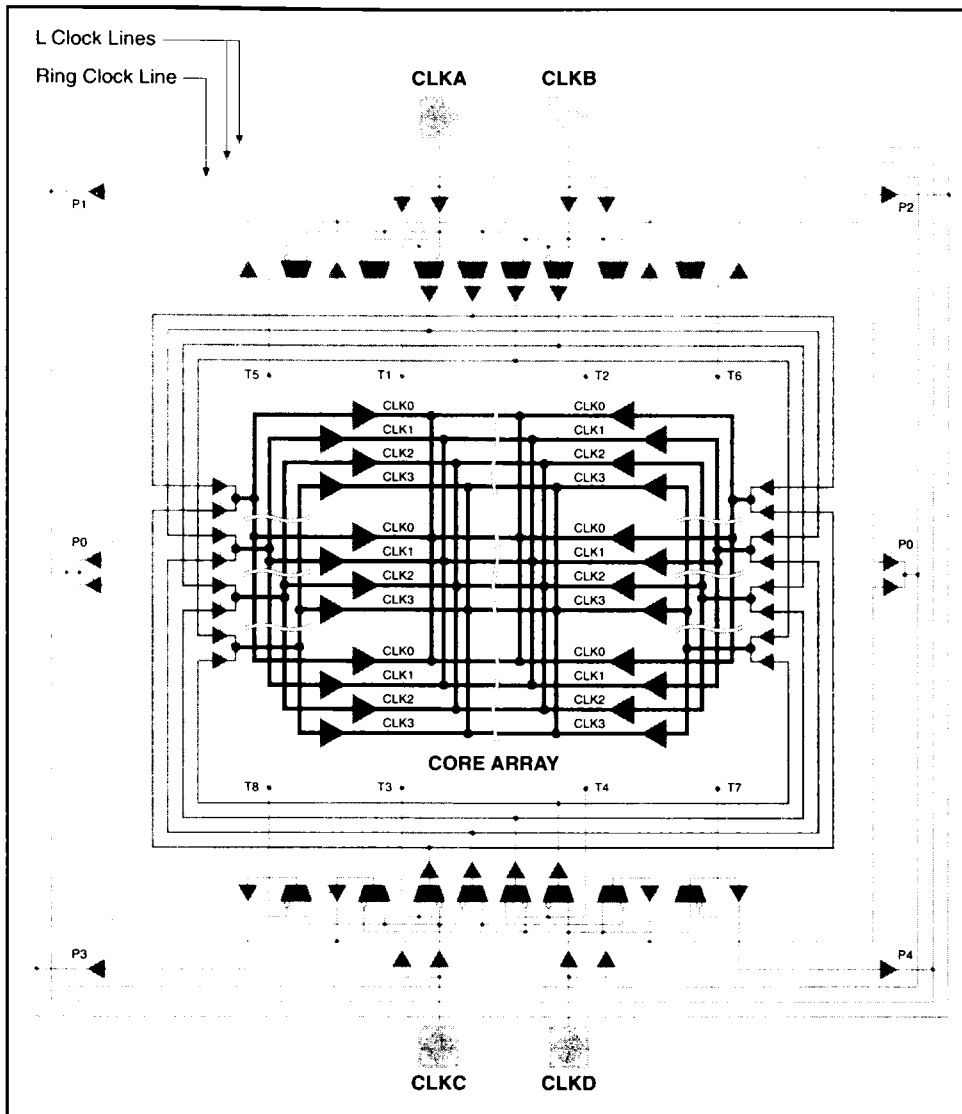 L Clock Lines
Ring Clock Line
CLKA CLKB
P1 P2
T5 T1 T2 T6
CLK0 CLK0
CLK1 CLK1
CLK2 CLK2
CLK3 CLK3
P0 P0
CLK0 CLK0
CLK1 CLK1
CLK2 CLK2
CLK3 CLK3
CLK0 CLK0
CLK1 CLK1
CLK2 CLK2
CLK3 CLK3
CORE ARRAY
T8 T3 T4 T7
P3 P4
CLKC CLKD